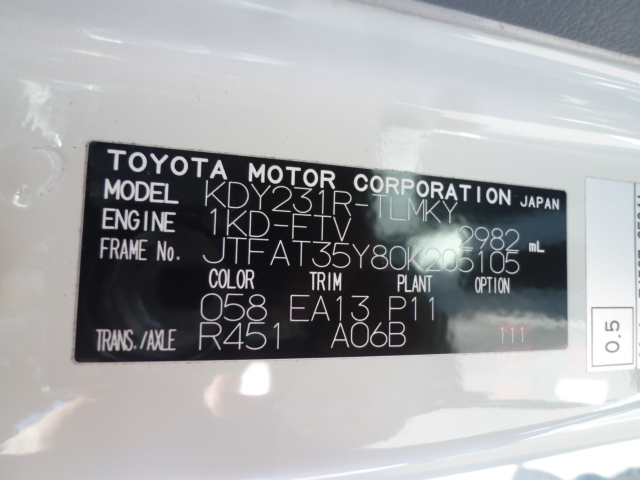 TOYOTA MOTOR CORPORATION JAPAN
MODEL KDY231R-TLMKY
ENGINE 1KD-FTV 2982 mL
FRAME No. JTFAT35Y80K205105
COLOR TRIM PLANT OPTION
058 EA13 P11
TRANS./AXLE R451 A06B 111
0.5